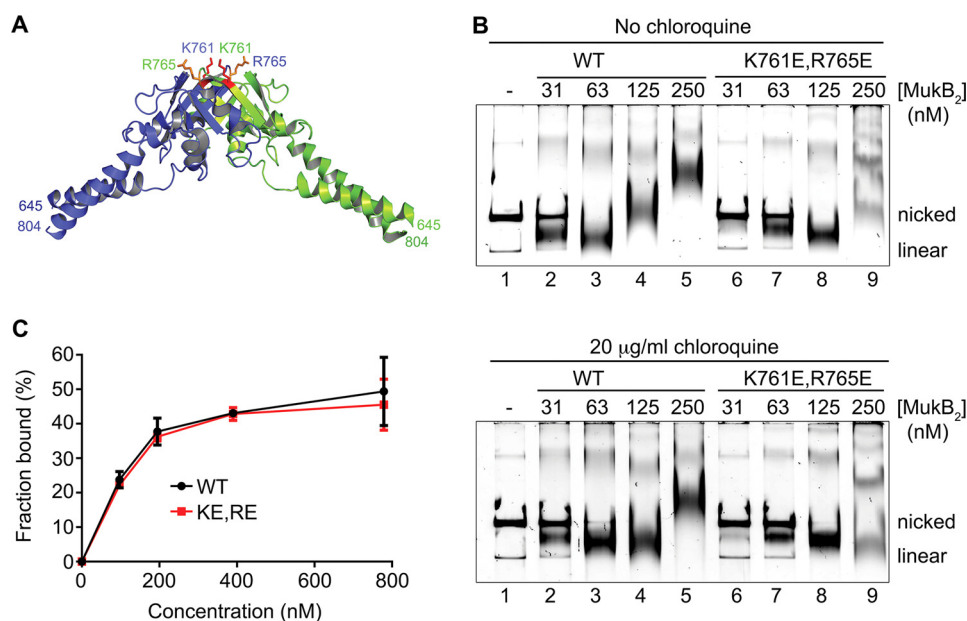 A
R765 K761 K761 R765
645
804
645
804
B
No chloroquine
WT K761E,R765E
- 31 63 125 250 31 63 125 250 [MukB2]
(nM)
nicked
linear
1 2 3 4 5 6 7 8 9
20 μg/ml chloroquine
WT K761E,R765E
- 31 63 125 250 31 63 125 250 [MukB2]
(nM)
nicked
linear
1 2 3 4 5 6 7 8 9
C
Fraction bound (%)
60
50
40
30
20
10
0
WT
KE,RE
0 200 400 600 800
Concentration (nM)